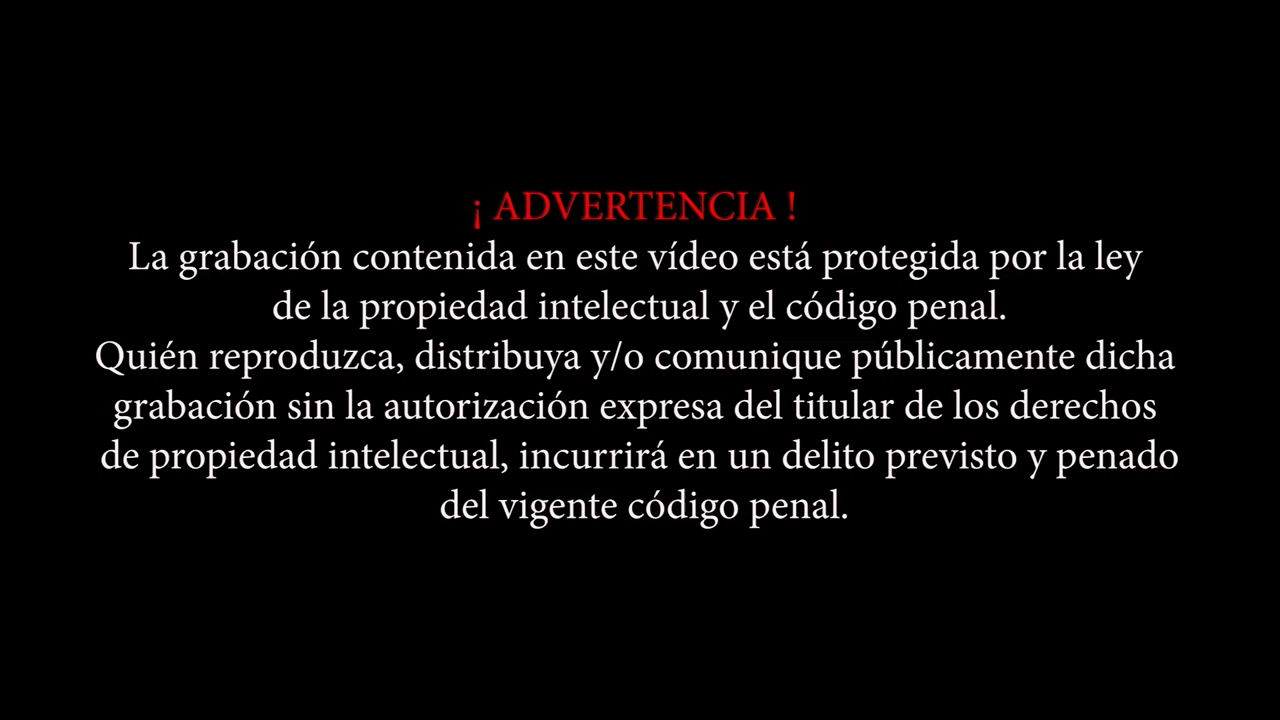 ¡ ADVERTENCIA !
La grabación contenida en este vídeo está protegida por la ley
de la propiedad intelectual y el código penal.
Quién reproduzca, distribuya y/o comunique públicamente dicha
grabación sin la autorización expresa del titular de los derechos
de propiedad intelectual, incurrirá en un delito previsto y penado
del vigente código penal.